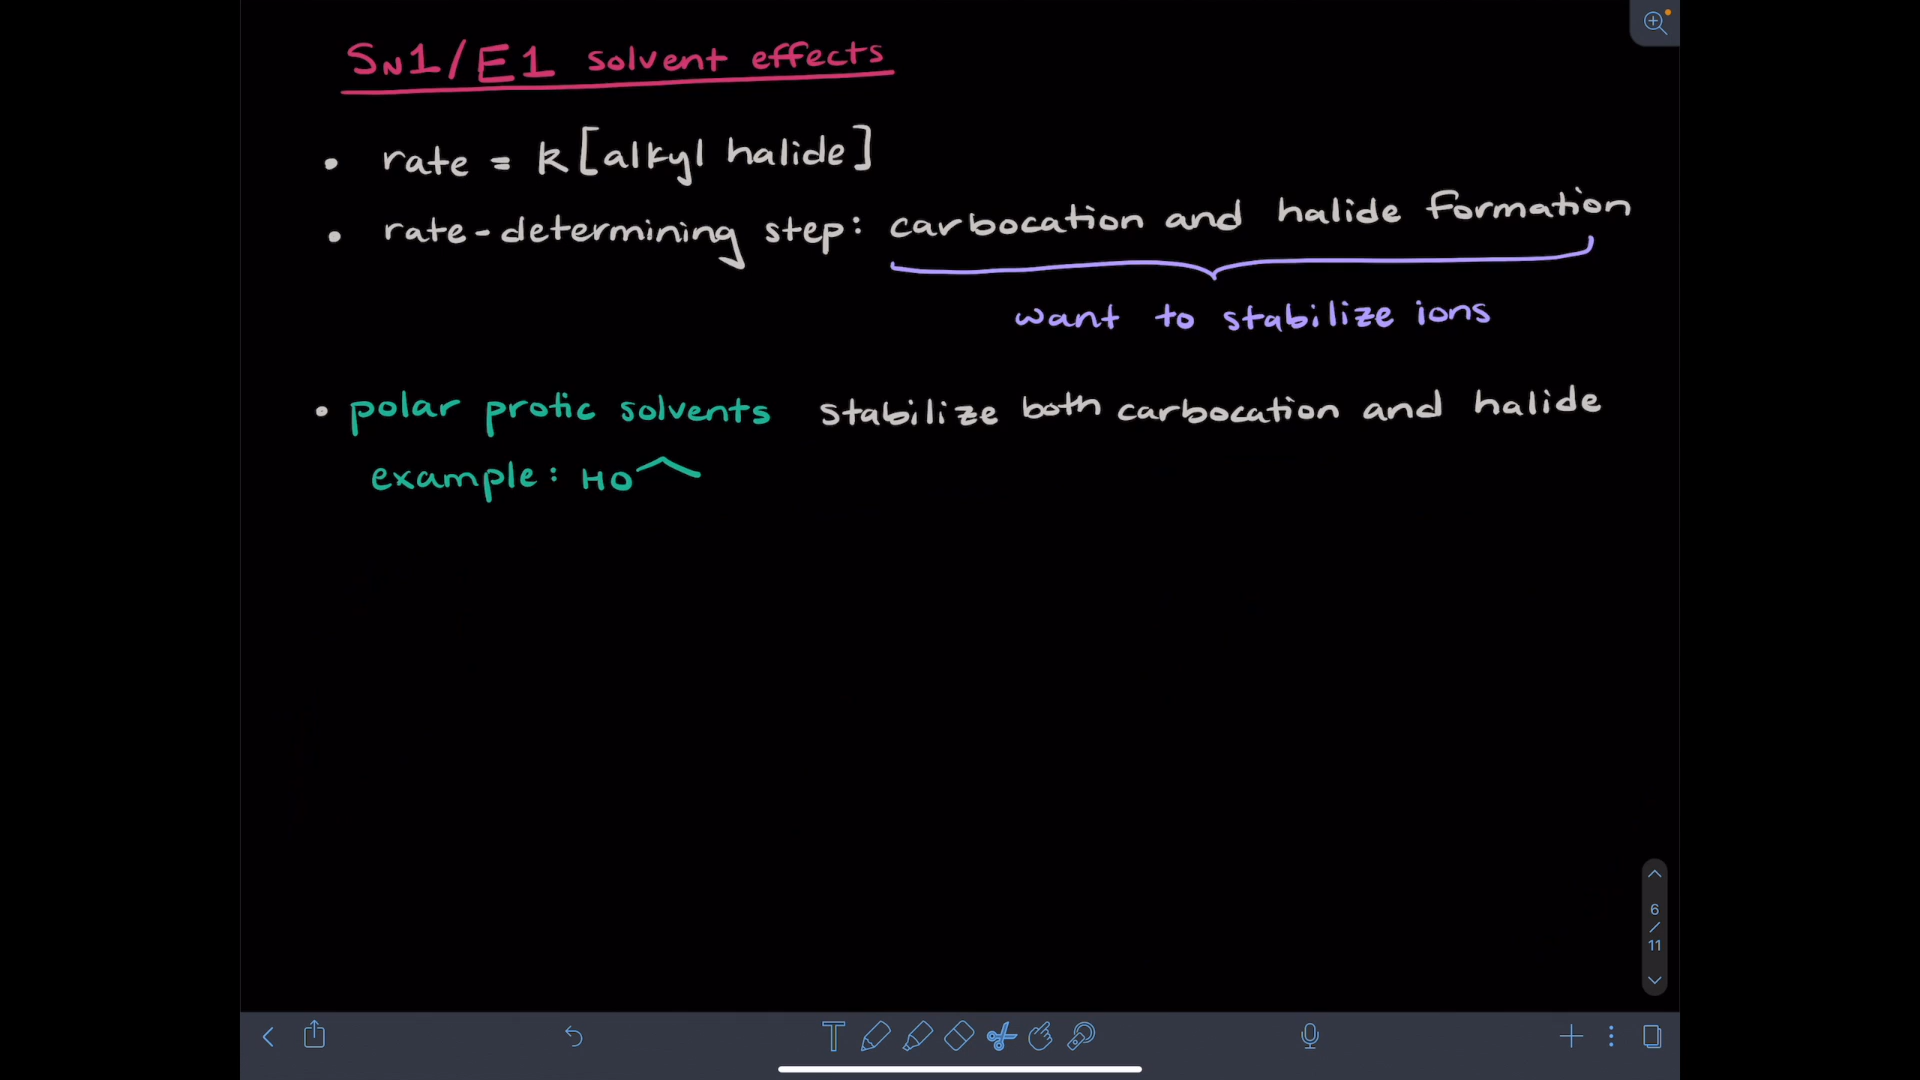 SN1/E1 solvent effects
• rate = k[alkyl halide]
• rate-determining step: carbocation and halide formation
want to stabilize ions
• polar protic solvents stabilize both carbocation and halide
example: HO
6
/
11
T